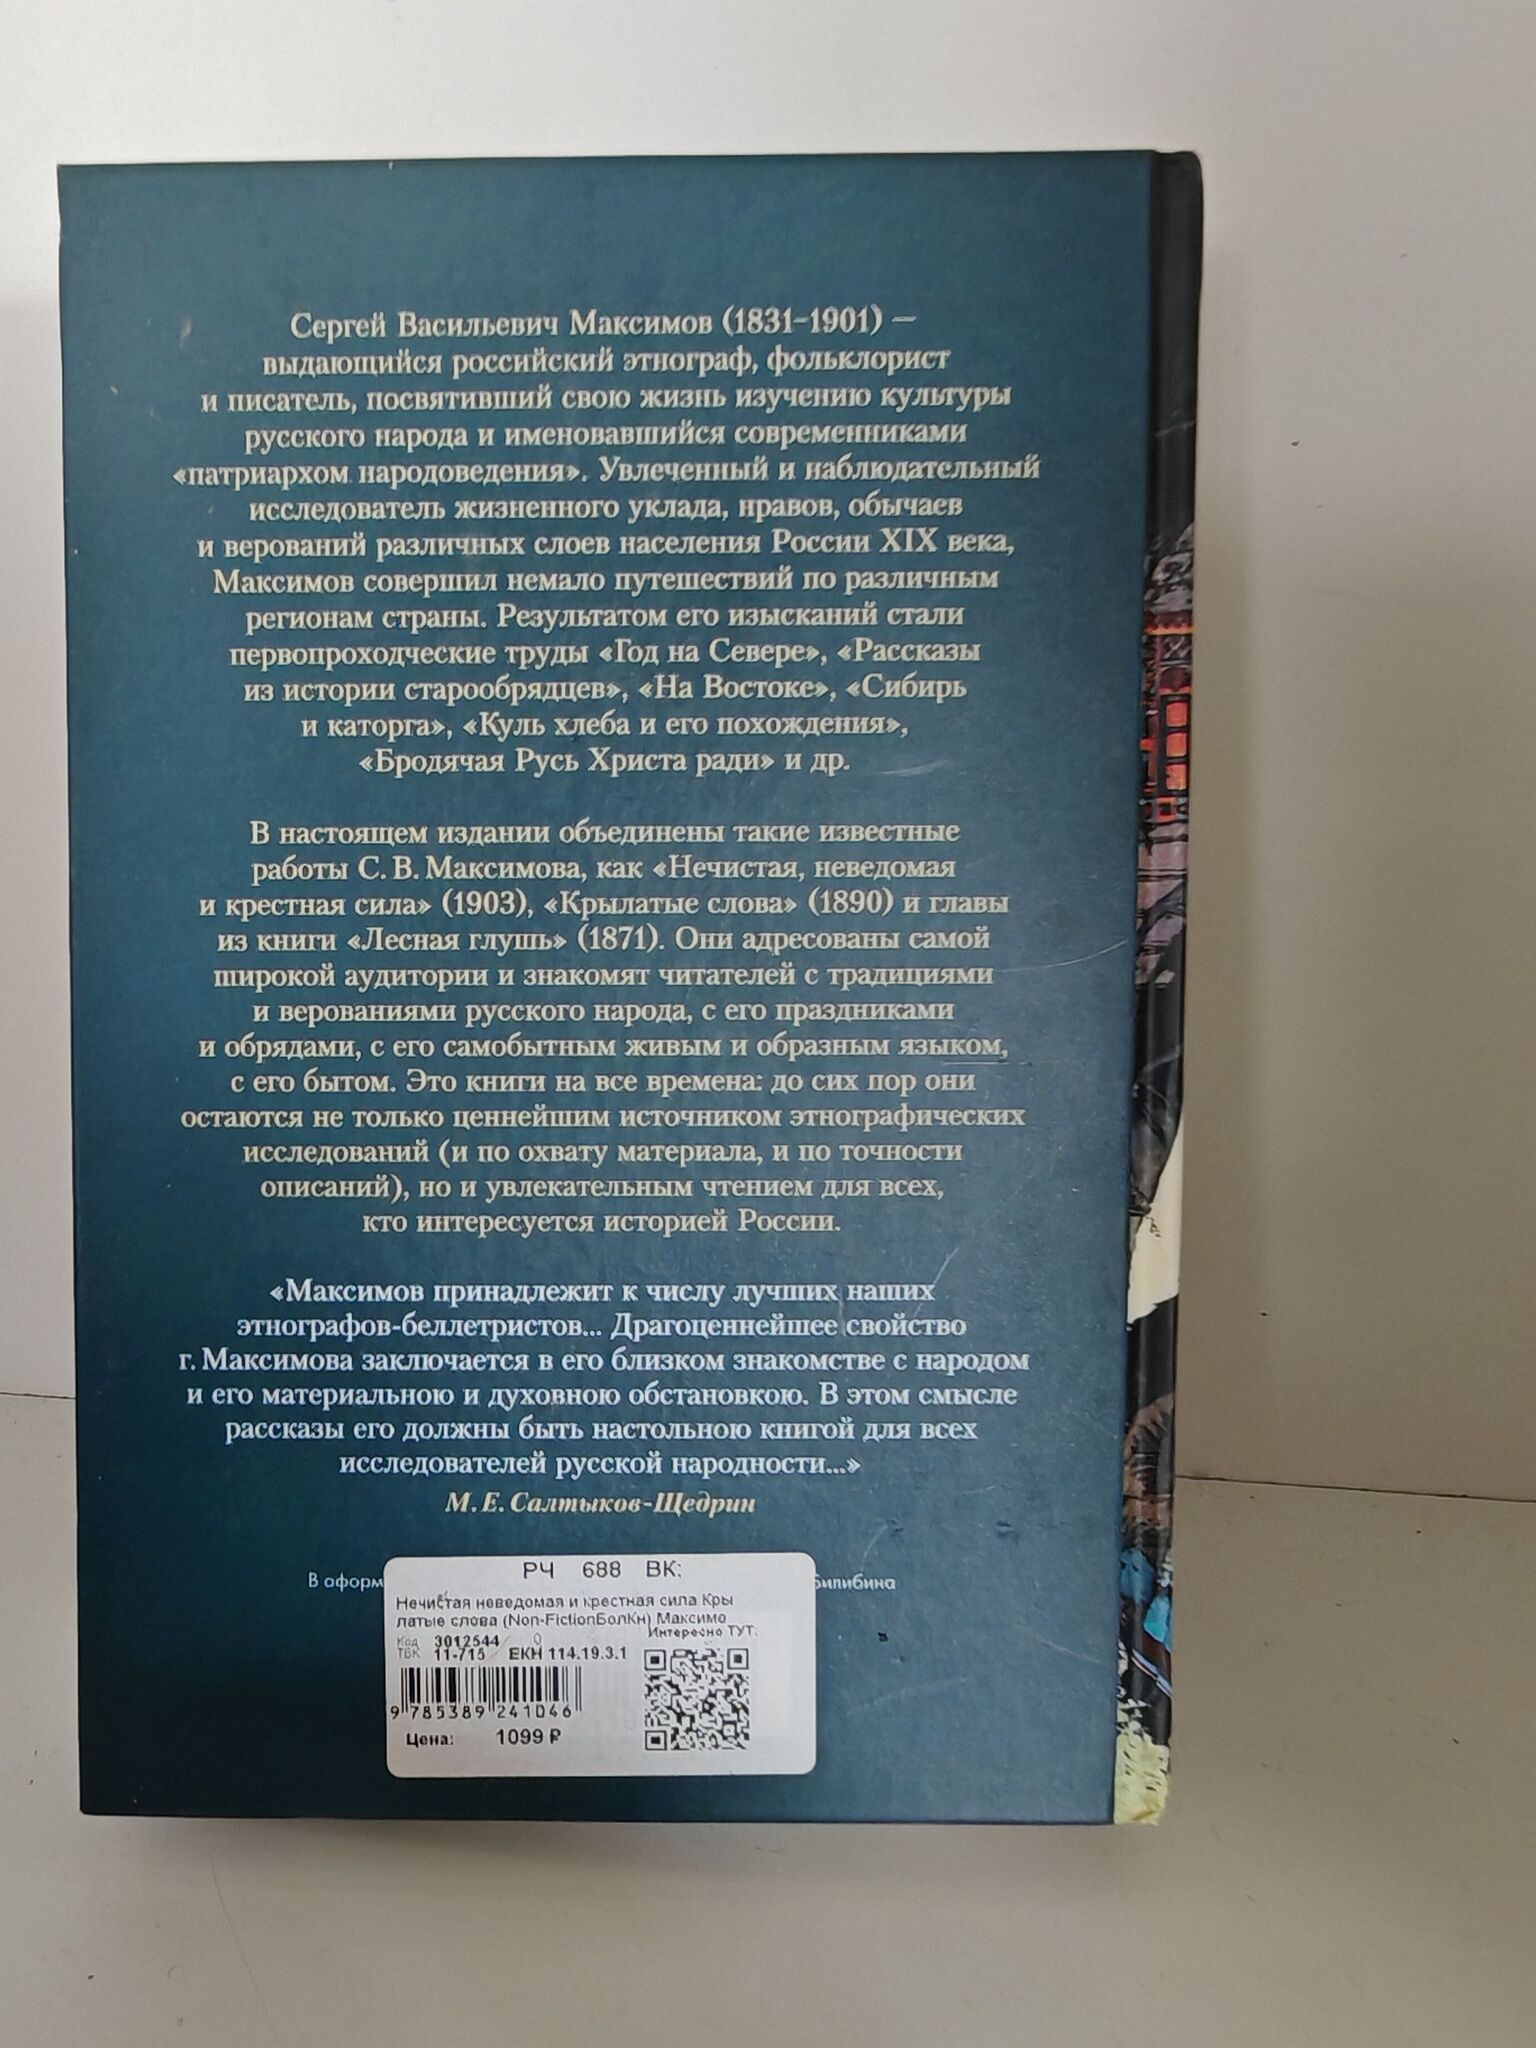 Сергей Васильевич Максимов (1831–1901) —
выдающийся российский этнограф, фольклорист
и писатель, посвятивший свою жизнь изучению культуры
русского народа и именовавшийся современниками
«патриархом народоведения». Увлеченный и наблюдательный
исследователь жизненного уклада, нравов, обычаев
и верований различных слоев населения России XIX века,
Максимов совершил немало путешествий по различным
регионам страны. Результатом его изысканий стали
первопроходческие труды «Год на Севере», «Рассказы
из истории старообрядцев», «На Востоке», «Сибирь
и каторга», «Куль хлеба и его похождения»,
«Бродячая Русь Христа ради» и др.
В настоящем издании объединены такие известные
работы С. В. Максимова, как «Нечистая, неведомая
и крестная сила» (1903), «Крылатые слова» (1890) и главы
из книги «Лесная глушь» (1871). Они адресованы самой
широкой аудитории и знакомят читателей с традициями
и верованиями русского народа, с его праздниками
и обрядами, с его самобытным живым и образным языком,
с его бытом. Это книги на все времена: до сих пор они
остаются не только ценнейшим источником этнографических
исследований (и по охвату материала, и по точности
описаний), но и увлекательным чтением для всех,
кто интересуется историей России.
«Максимов принадлежит к числу лучших наших
этнографов-беллетристов... Драгоценнейшее свойство
г. Максимова заключается в его близком знакомстве с народом
и его материальною и духовною обстановкою. В этом смысле
рассказы его должны быть настольною книгой для всех
исследователей русской народности...»
М. Е. Салтыков-Щедрин
В оформ Билибина
РЧ 688 ВК:
Нечистая неведомая и крестная сила Кры
латые слова (Non-FictionБолКн) Максимо
Интересно ТУТ:
Код 3012544 0
ТВК 11-715 ЕКН 114.19.3.1
9 785389 241046
Цена: 1099 ₽